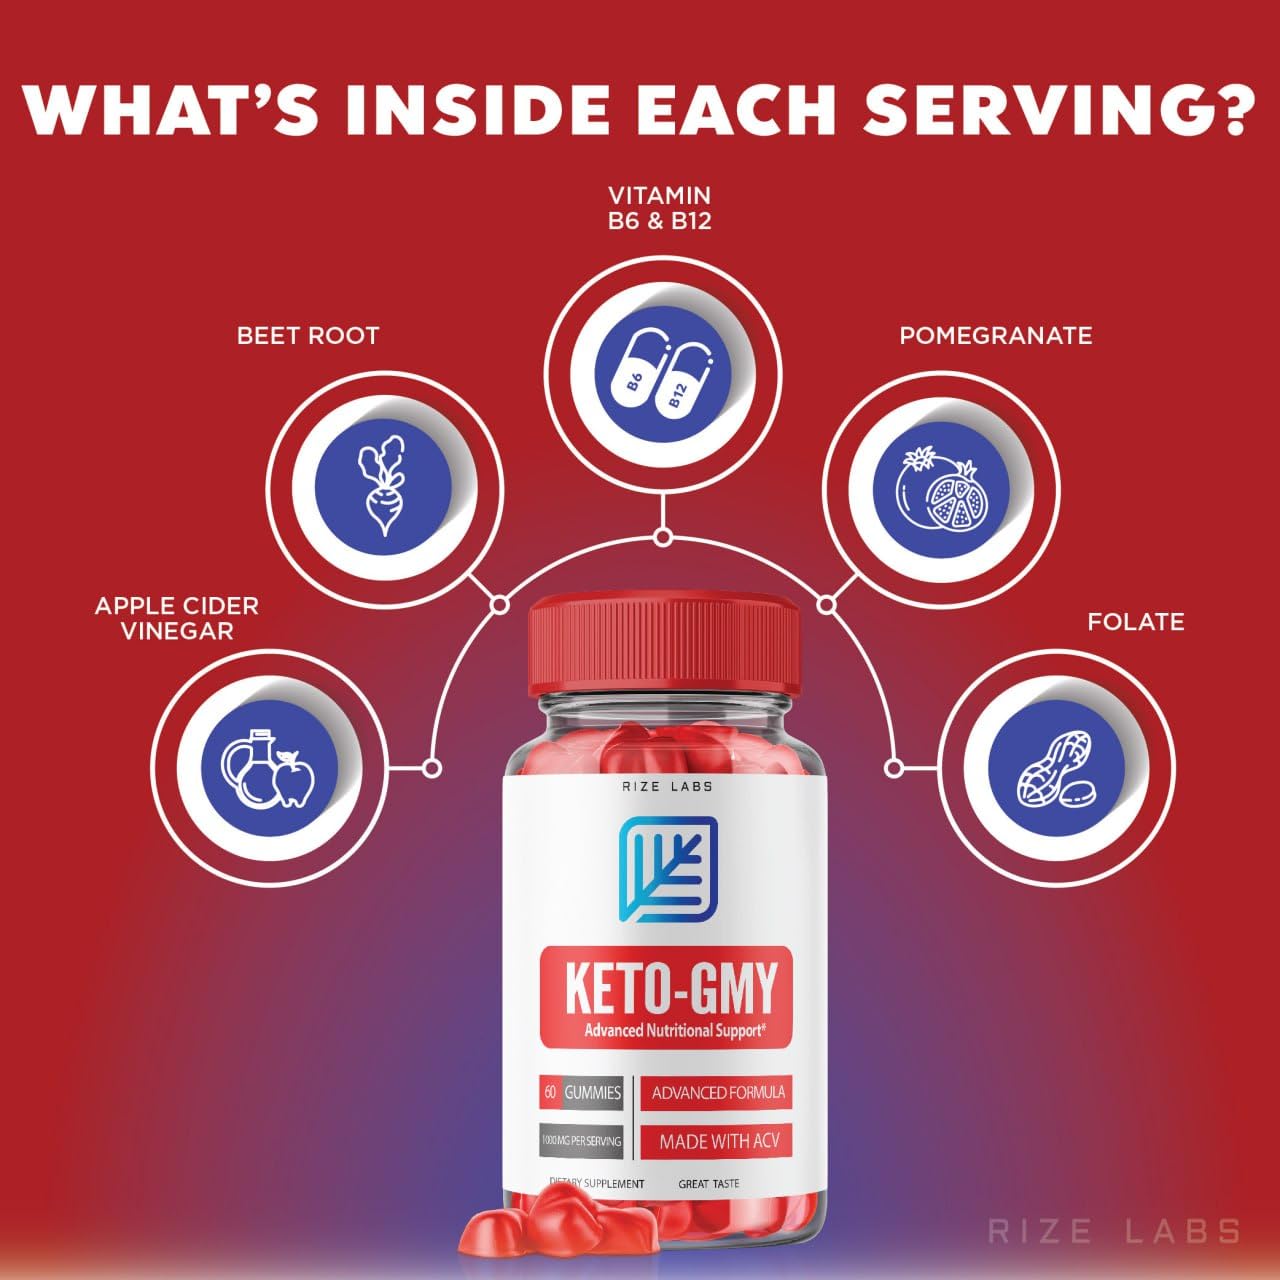 WHAT'S INSIDE EACH SERVING?
VITAMIN
B6 & B12
B6
B12
BEET ROOT
POMEGRANATE
APPLE CIDER
VINEGAR
FOLATE
RIZE LABS
KETO-GMY
Advanced Nutritional Support*
60 GUMMIES
ADVANCED FORMULA
1000 MG PER SERVING
MADE WITH ACV
DIETARY SUPPLEMENT
GREAT TASTE
RIZE LABS